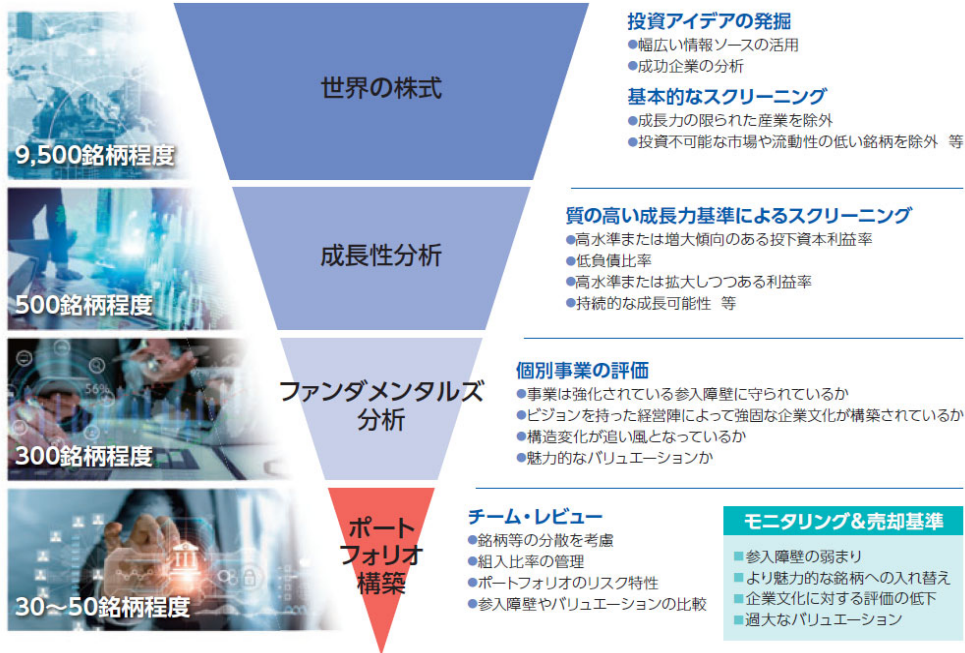 世界の株式
9,500銘柄程度
投資アイデアの発掘
●幅広い情報ソースの活用
●成功企業の分析
基本的なスクリーニング
●成長力の限られた産業を除外
●投資不可能な市場や流動性の低い銘柄を除外 等
成長性分析
500銘柄程度
質の高い成長力基準によるスクリーニング
●高水準または増大傾向のある投下資本利益率
●低負債比率
●高水準または拡大しつつある利益率
●持続的な成長可能性 等
ファンダメンタルズ
分析
56%
300銘柄程度
個別事業の評価
●事業は強化されている参入障壁に守られているか
●ビジョンを持った経営陣によって強固な企業文化が構築されているか
●構造変化が追い風となっているか
●魅力的なバリュエーションか
ポート
フォリオ
構築
30〜50銘柄程度
チーム・レビュー
●銘柄等の分散を考慮
●組入比率の管理
●ポートフォリオのリスク特性
●参入障壁やバリュエーションの比較
モニタリング&売却基準
■参入障壁の弱まり
■より魅力的な銘柄への入れ替え
■企業文化に対する評価の低下
■過大なバリュエーション